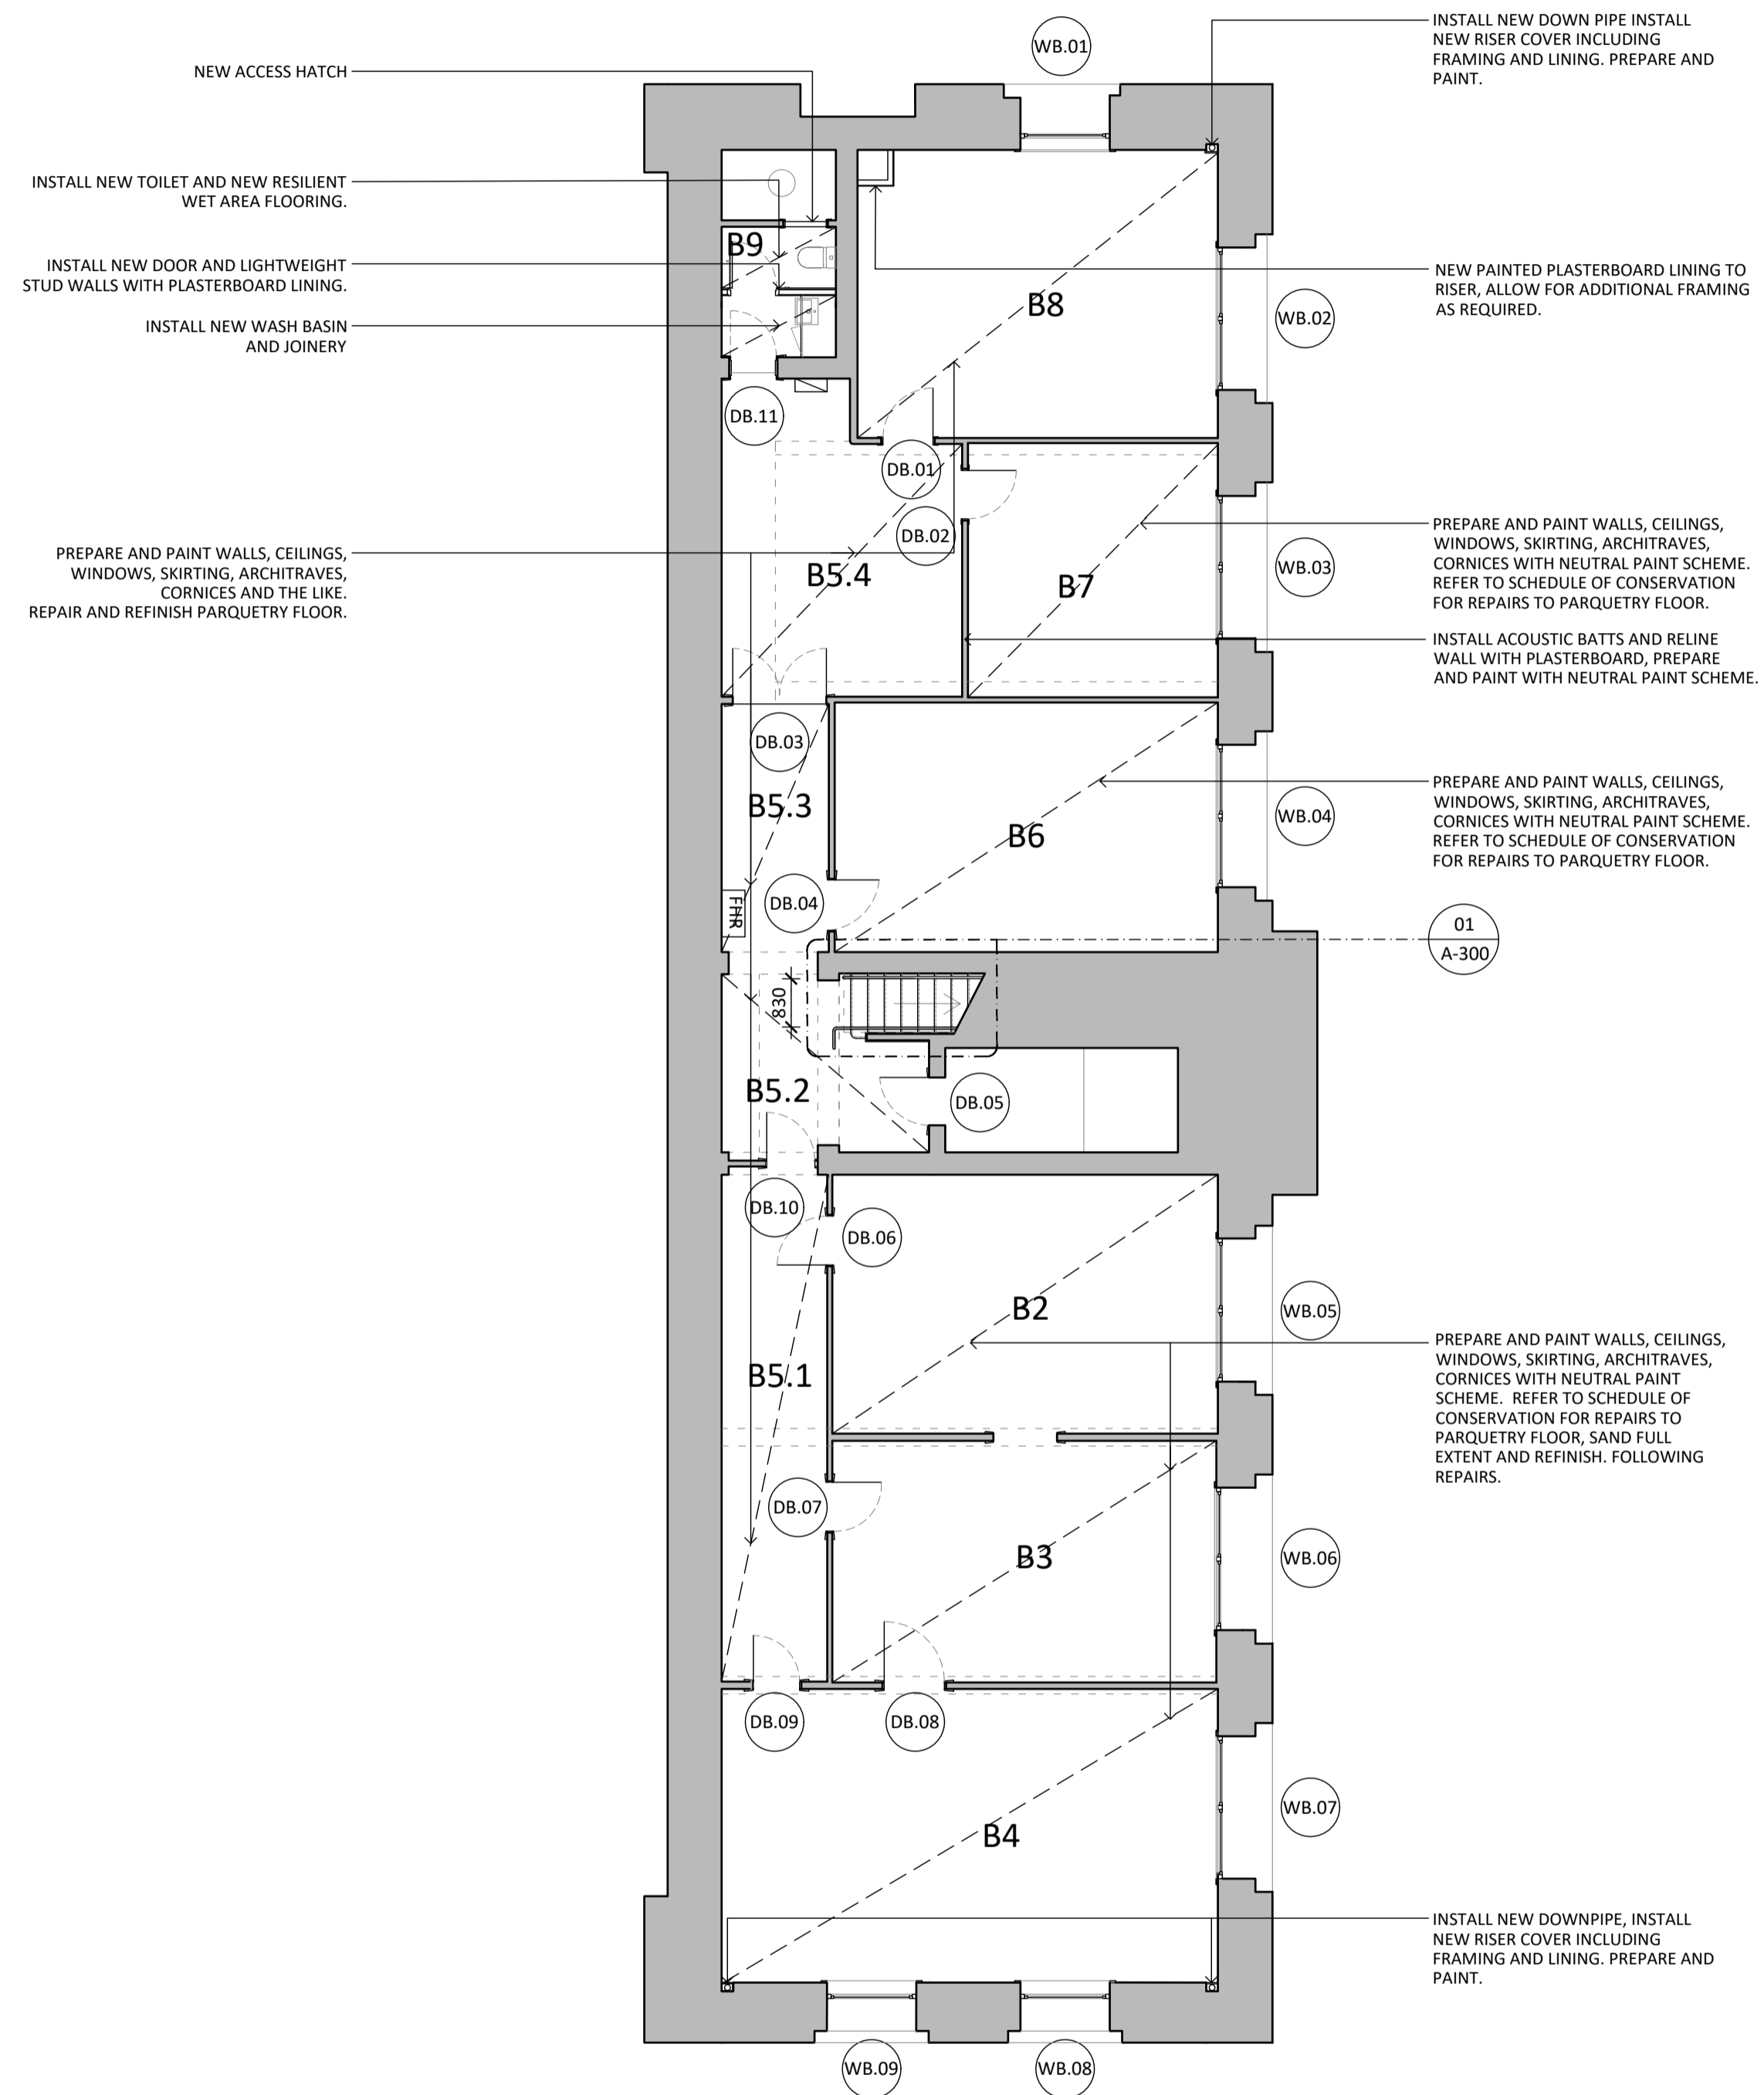 WB.01
INSTALL NEW DOWN PIPE INSTALL
NEW RISER COVER INCLUDING
FRAMING AND LINING. PREPARE AND
PAINT.
NEW ACCESS HATCH
INSTALL NEW TOILET AND NEW RESILIENT
WET AREA FLOORING.
INSTALL NEW DOOR AND LIGHTWEIGHT
STUD WALLS WITH PLASTERBOARD LINING.
INSTALL NEW WASH BASIN
AND JOINERY
B9
B8
NEW PAINTED PLASTERBOARD LINING TO
RISER, ALLOW FOR ADDITIONAL FRAMING
AS REQUIRED.
WB.02
DB.11
DB.01
DB.02
PREPARE AND PAINT WALLS, CEILINGS,
WINDOWS, SKIRTING, ARCHITRAVES,
CORNICES AND THE LIKE.
REPAIR AND REFINISH PARQUETRY FLOOR.
B5.4
B7
WB.03
PREPARE AND PAINT WALLS, CEILINGS,
WINDOWS, SKIRTING, ARCHITRAVES,
CORNICES WITH NEUTRAL PAINT SCHEME.
REFER TO SCHEDULE OF CONSERVATION
FOR REPAIRS TO PARQUETRY FLOOR.
INSTALL ACOUSTIC BATTS AND RELINE
WALL WITH PLASTERBOARD, PREPARE
AND PAINT WITH NEUTRAL PAINT SCHEME.
DB.03
B5.3
B6
WB.04
PREPARE AND PAINT WALLS, CEILINGS,
WINDOWS, SKIRTING, ARCHITRAVES,
CORNICES WITH NEUTRAL PAINT SCHEME.
REFER TO SCHEDULE OF CONSERVATION
FOR REPAIRS TO PARQUETRY FLOOR.
FHR
DB.04
01
A-300
830
B5.2
DB.05
DB.10
DB.06
B2
WB.05
B5.1
PREPARE AND PAINT WALLS, CEILINGS,
WINDOWS, SKIRTING, ARCHITRAVES,
CORNICES WITH NEUTRAL PAINT
SCHEME. REFER TO SCHEDULE OF
CONSERVATION FOR REPAIRS TO
PARQUETRY FLOOR, SAND FULL
EXTENT AND REFINISH. FOLLOWING
REPAIRS.
DB.07
B3
WB.06
DB.09
DB.08
WB.07
B4
INSTALL NEW DOWNPIPE, INSTALL
NEW RISER COVER INCLUDING
FRAMING AND LINING. PREPARE AND
PAINT.
WB.09
WB.08